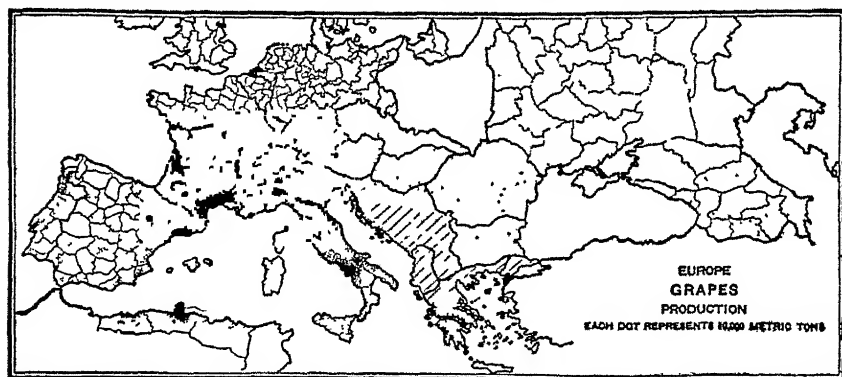 EUROPE
GRAPES
PRODUCTION
EACH DOT REPRESENTS 10,000 METRIC TONS